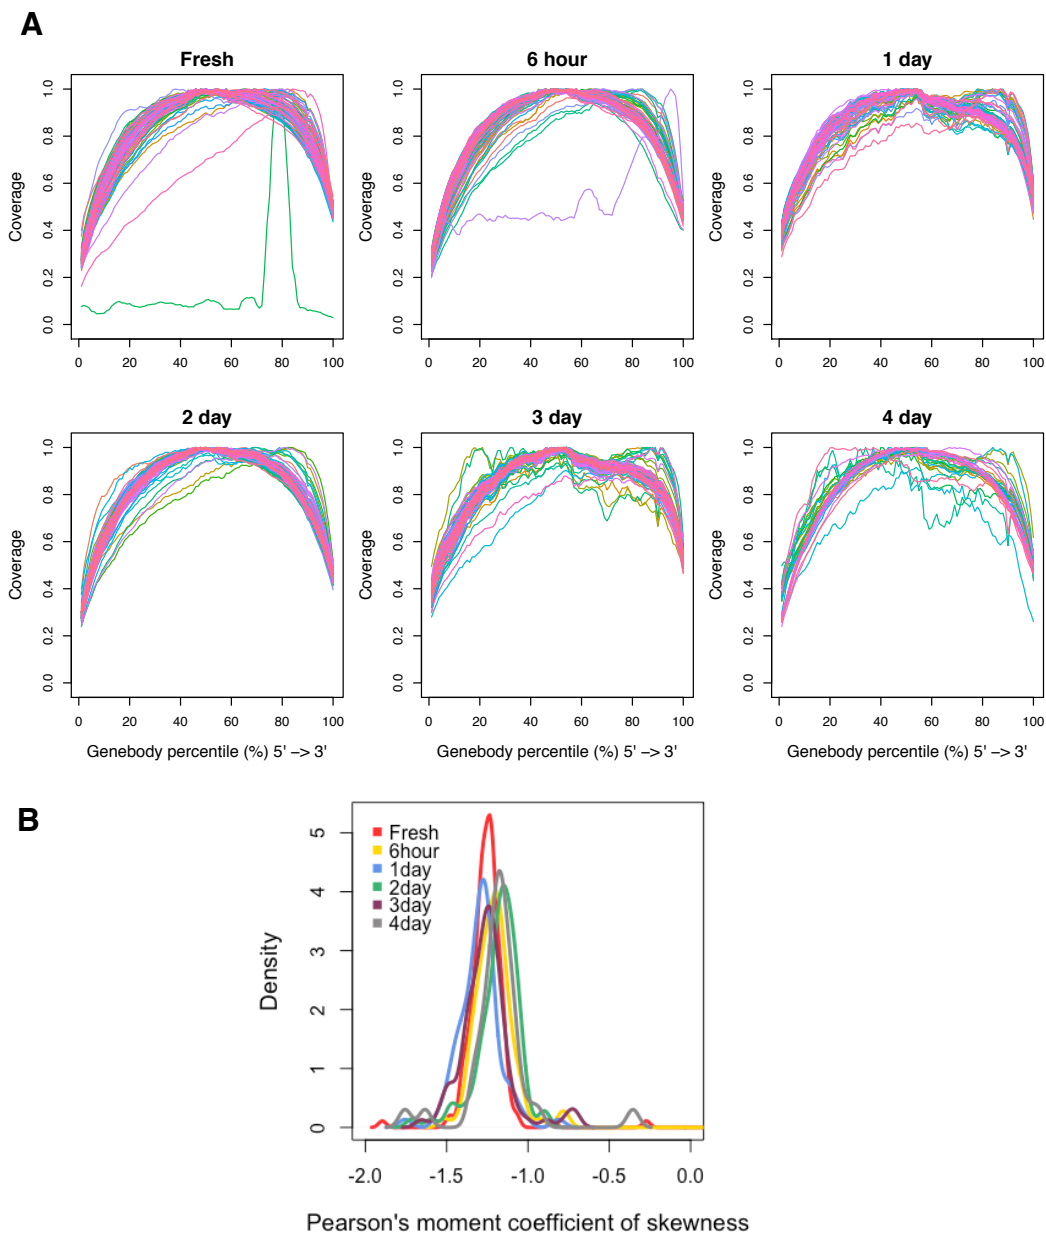 A
Fresh
6 hour
1 day
Coverage
0.0 0.2 0.4 0.6 0.8 1.0
0 20 40 60 80 100
Coverage
0.0 0.2 0.4 0.6 0.8 1.0
0 20 40 60 80 100
Coverage
0.0 0.2 0.4 0.6 0.8 1.0
0 20 40 60 80 100
2 day
3 day
4 day
Coverage
0.0 0.2 0.4 0.6 0.8 1.0
0 20 40 60 80 100
Genebody percentile (%) 5' –> 3'
Coverage
0.0 0.2 0.4 0.6 0.8 1.0
0 20 40 60 80 100
Genebody percentile (%) 5' –> 3'
Coverage
0.0 0.2 0.4 0.6 0.8 1.0
0 20 40 60 80 100
Genebody percentile (%) 5' –> 3'
B
Fresh
6hour
1day
2day
3day
4day
Density
0 1 2 3 4 5
-2.0 -1.5 -1.0 -0.5 0.0
Pearson's moment coefficient of skewness